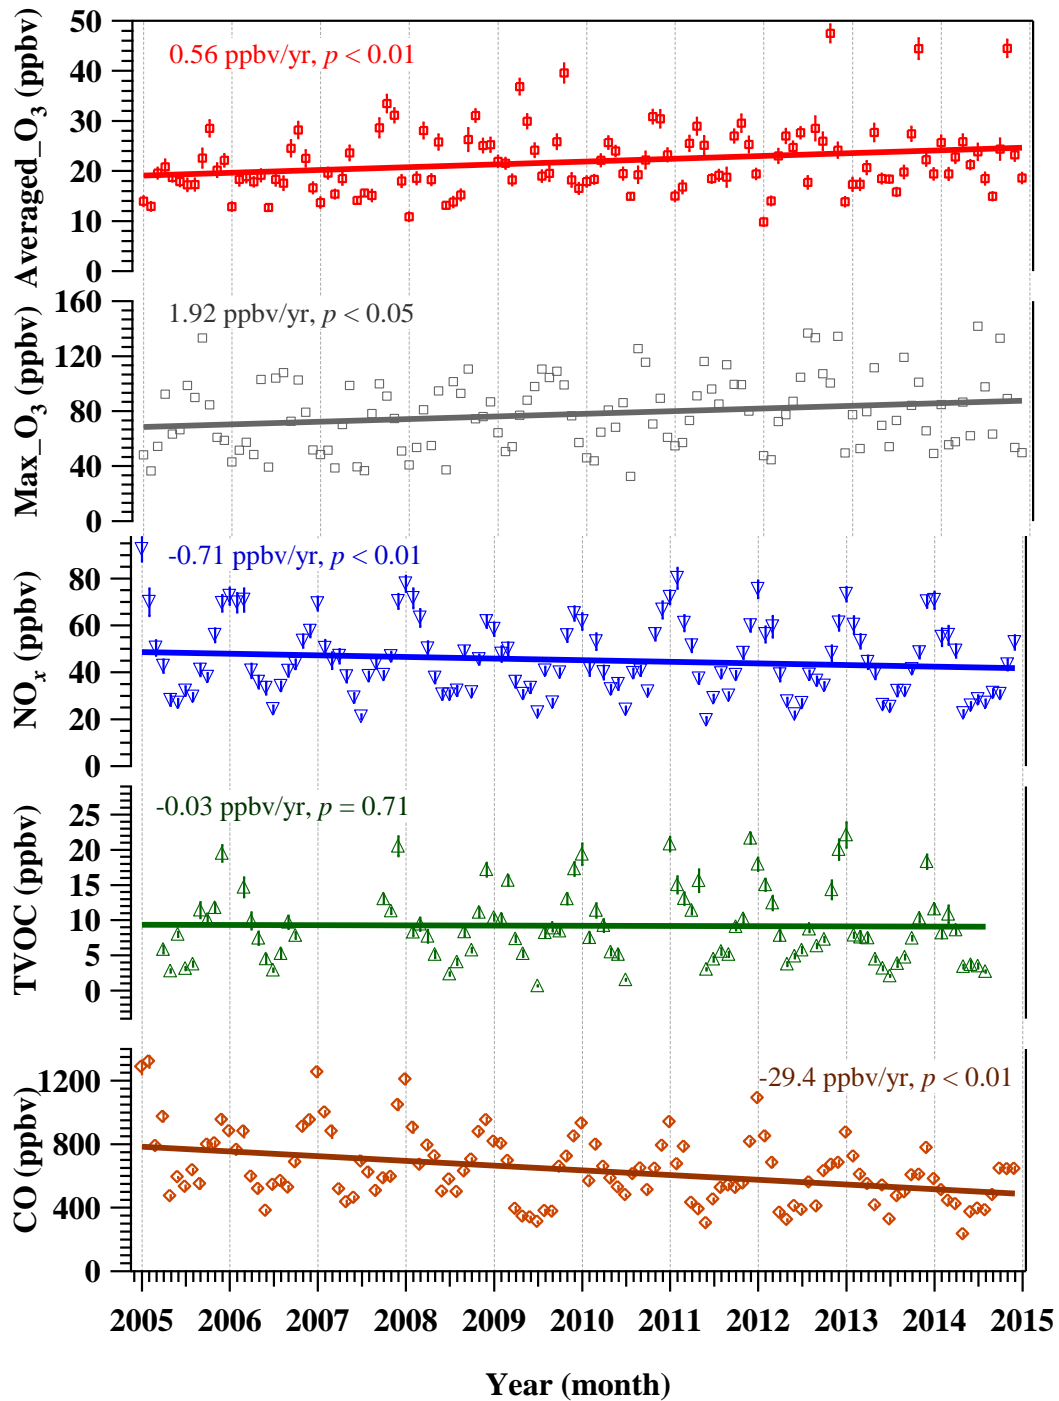 Averaged_O3 (ppbv)
50
40
30
20
10
0
0.56 ppbv/yr, p < 0.01
Max_O3 (ppbv)
160
120
80
40
0
1.92 ppbv/yr, p < 0.05
NOx (ppbv)
80
60
40
20
0
-0.71 ppbv/yr, p < 0.01
TVOC (ppbv)
25
20
15
10
5
0
-0.03 ppbv/yr, p = 0.71
CO (ppbv)
1200
800
400
0
-29.4 ppbv/yr, p < 0.01
2005 2006 2007 2008 2009 2010 2011 2012 2013 2014 2015
Year (month)